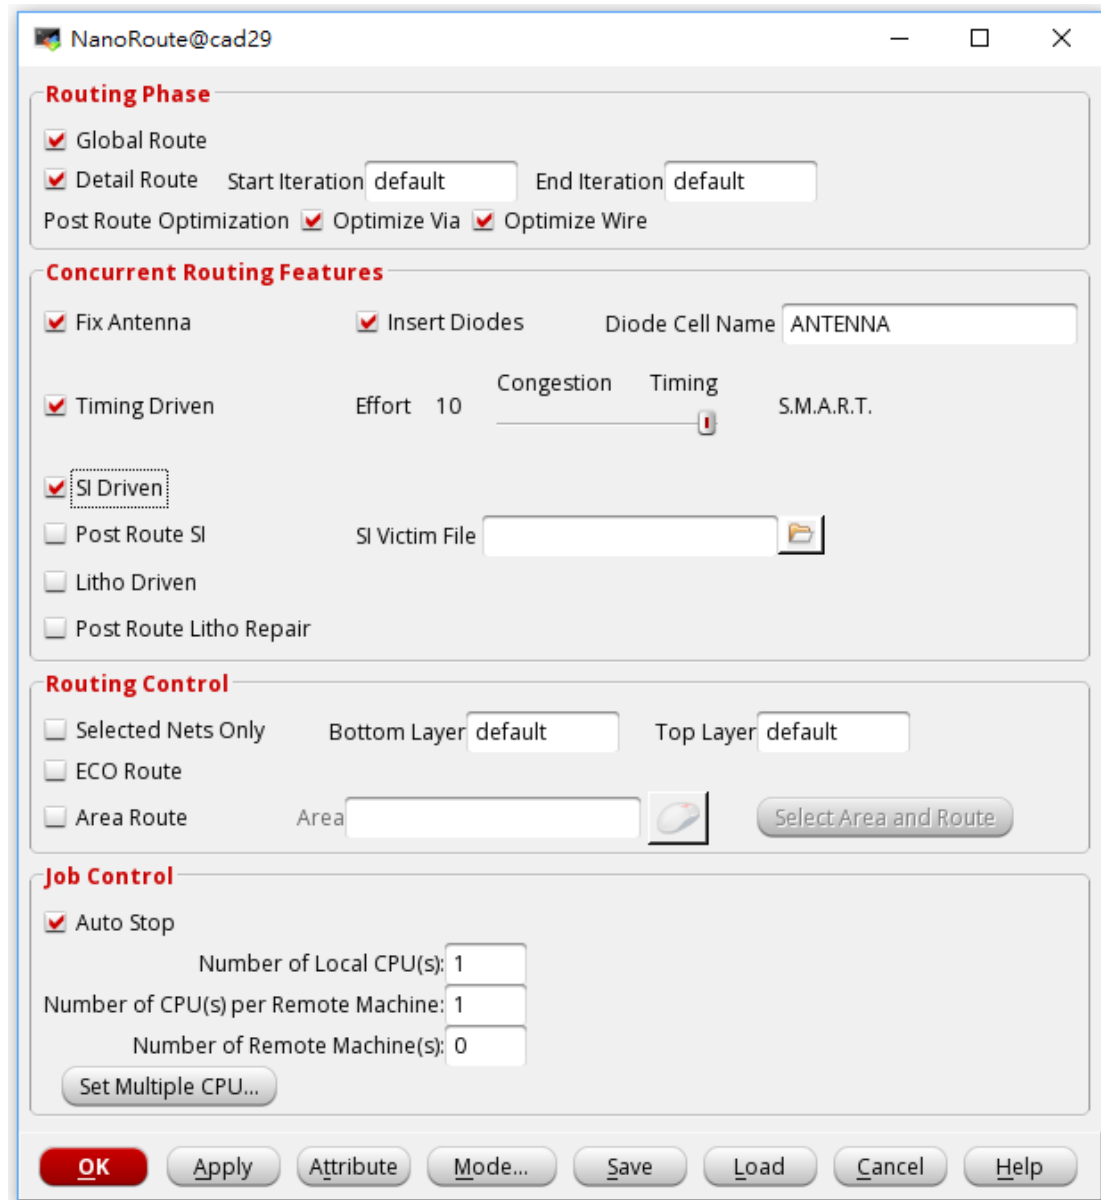 NanoRoute@cad29
Routing Phase
Global Route
Detail Route Start Iteration default End Iteration default
Post Route Optimization Optimize Via Optimize Wire
Concurrent Routing Features
Fix Antenna Insert Diodes Diode Cell Name ANTENNA
Congestion Timing
Timing Driven Effort 10 S.M.A.R.T.
SI Driven
Post Route SI SI Victim File
Litho Driven
Post Route Litho Repair
Routing Control
Selected Nets Only Bottom Layer default Top Layer default
ECO Route
Area Route Area Select Area and Route
Job Control
Auto Stop
Number of Local CPU(s): 1
Number of CPU(s) per Remote Machine: 1
Number of Remote Machine(s): 0
Set Multiple CPU...
OK Apply Attribute Mode... Save Load Cancel Help